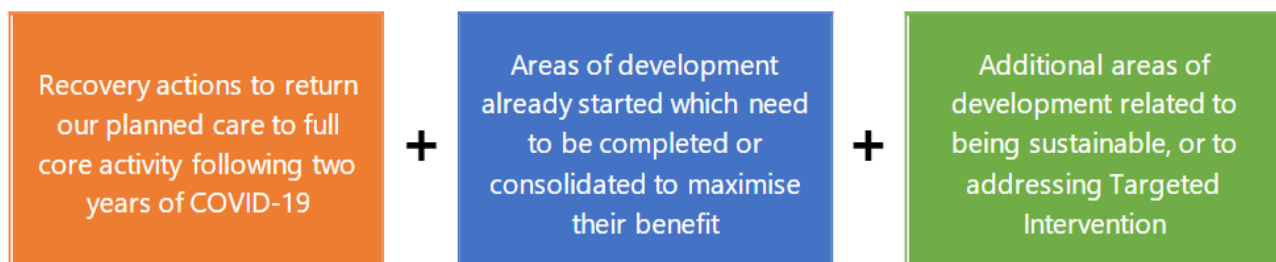 Recovery actions to return
our planned care to full
core activity following two
years of COVID-19
+
Areas of development
already started which need
to be completed or
consolidated to maximise
their benefit
+
Additional areas of
development related to
being sustainable, or to
addressing Targeted
Intervention